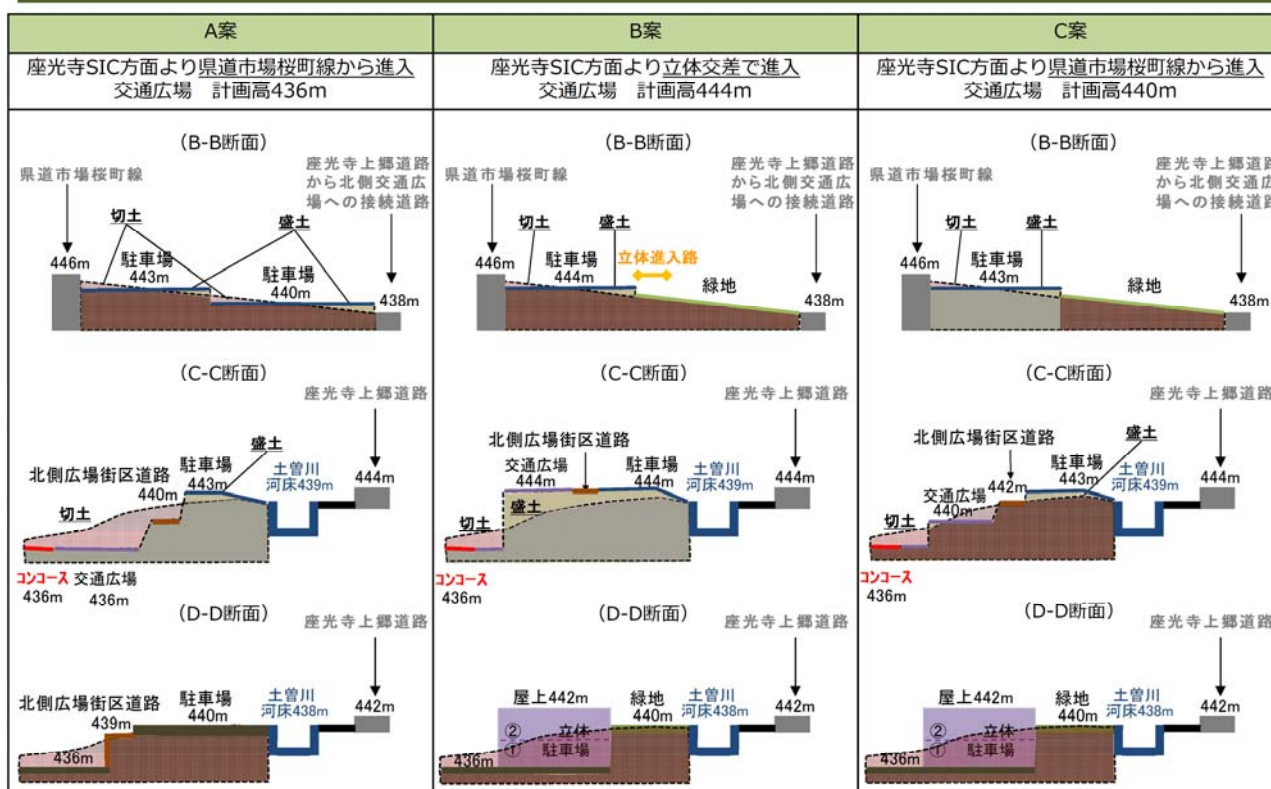 A案
座光寺SIC方面より県道市場桜町線から進入
交通広場　計画高436m
(B-B断面)
県道市場桜町線
座光寺上郷道路
から北側交通広
場への接続道路
切土
盛土
446m
駐車場
443m
駐車場
440m
438m
(C-C断面)
座光寺上郷道路
盛土
北側広場街区道路
440m
駐車場
443m
土曽川
河床439m
444m
切土
コンコース
436m
交通広場
436m
(D-D断面)
座光寺上郷道路
北側広場街区道路
439m
駐車場
440m
土曽川
河床438m
442m
436m
B案
座光寺SIC方面より立体交差で進入
交通広場　計画高444m
(B-B断面)
県道市場桜町線
座光寺上郷道路
から北側交通広
場への接続道路
切土
盛土
446m
駐車場
444m
立体進入路
緑地
438m
(C-C断面)
座光寺上郷道路
北側広場街区道路
交通広場
444m
駐車場
444m
土曽川
河床439m
444m
盛土
切土
コンコース
436m
(D-D断面)
座光寺上郷道路
屋上442m
緑地
440m
土曽川
河床438m
442m
② 立体
① 駐車場
436m
C案
座光寺SIC方面より県道市場桜町線から進入
交通広場　計画高440m
(B-B断面)
県道市場桜町線
座光寺上郷道路
から北側交通広
場への接続道路
切土
盛土
446m
駐車場
443m
緑地
438m
(C-C断面)
座光寺上郷道路
北側広場街区道路
442m
盛土
駐車場
443m
土曽川
河床439m
444m
交通広場
440m
切土
コンコース
436m
(D-D断面)
座光寺上郷道路
屋上442m
緑地
440m
土曽川
河床438m
442m
② 立体
① 駐車場
436m